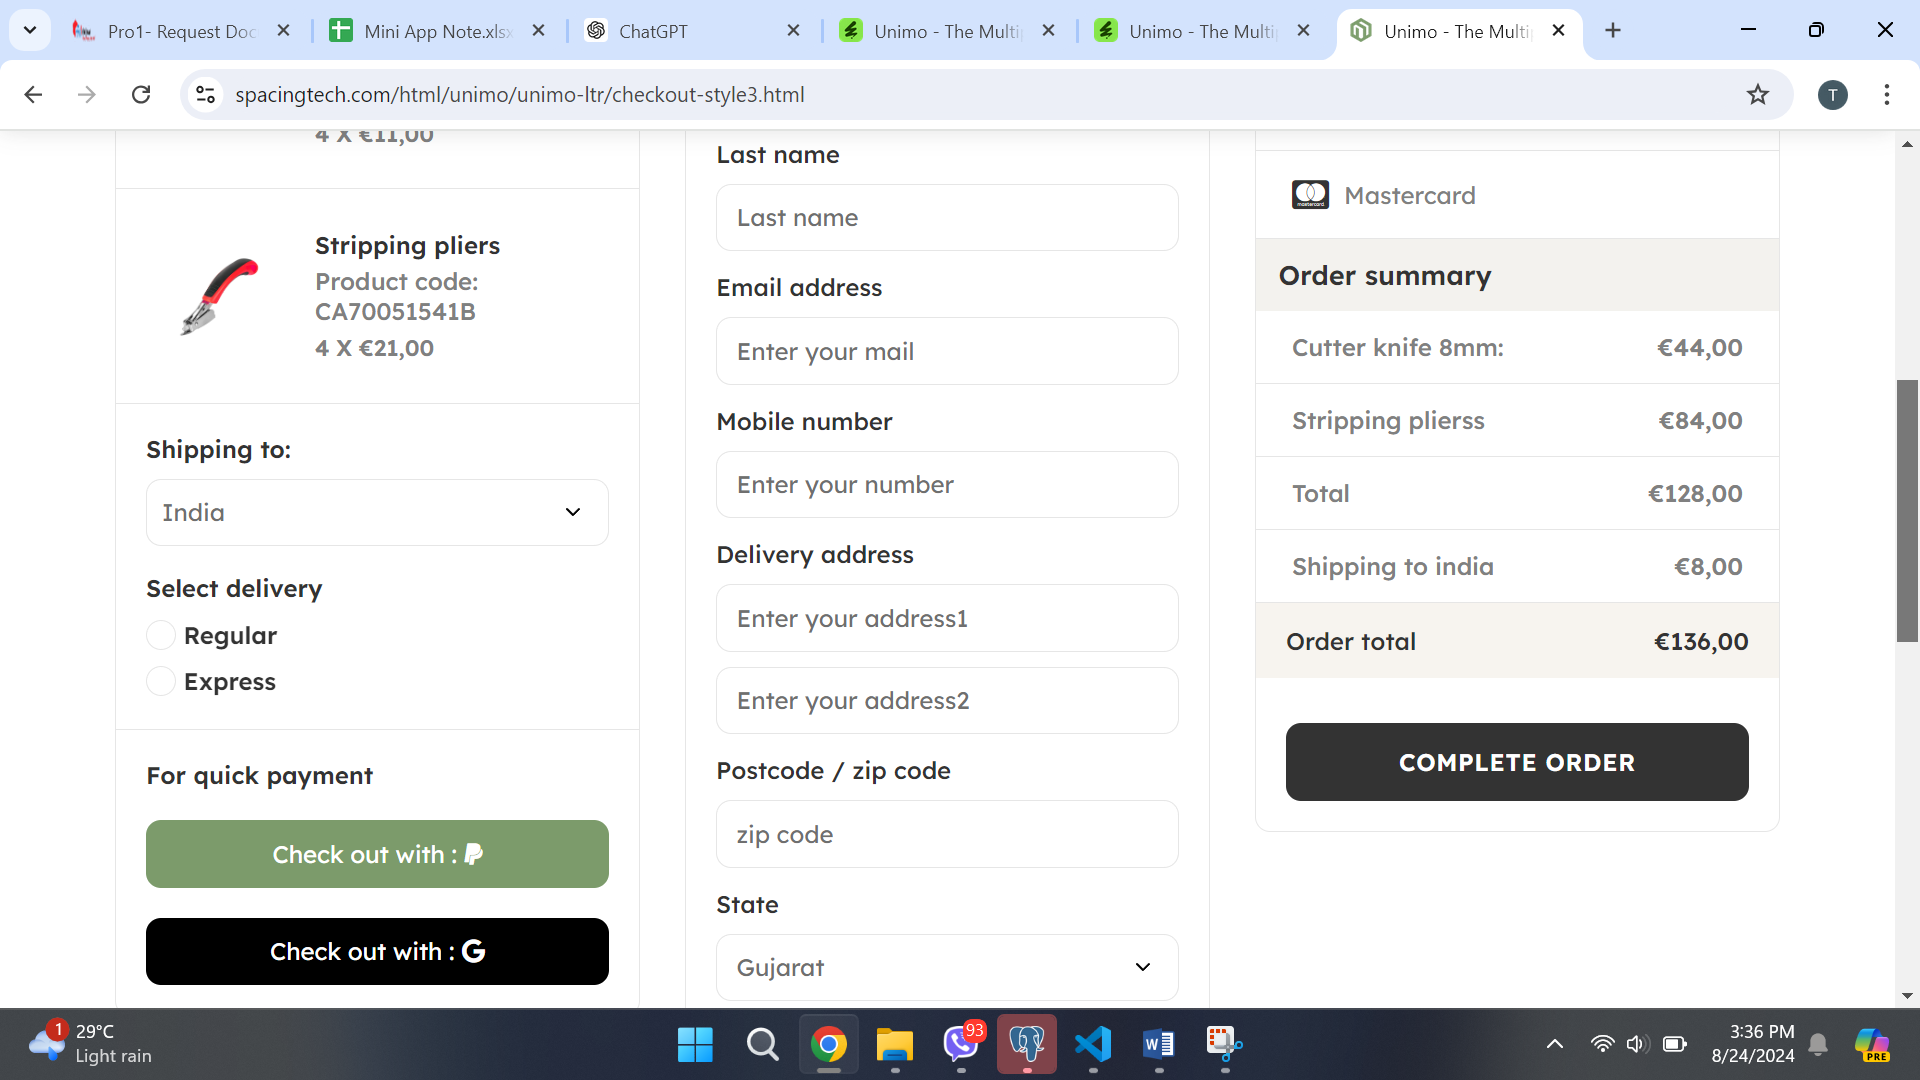 Pro1- Request Doc
Mini App Note.xlsx
ChatGPT
Unimo - The Multip
Unimo - The Multip
Unimo - The Multip
spacingtech.com/html/unimo/unimo-ltr/checkout-style3.html
T
4 X €11,00
Stripping pliers
Product code:
CA70051541B
4 X €21,00
Shipping to:
India
Select delivery
Regular
Express
For quick payment
Check out with :
Check out with : G
Last name
Last name
Email address
Enter your mail
Mobile number
Enter your number
Delivery address
Enter your address1
Enter your address2
Postcode / zip code
zip code
State
Gujarat
Mastercard
Order summary
Cutter knife 8mm: €44,00
Stripping plierss €84,00
Total €128,00
Shipping to india €8,00
Order total €136,00
COMPLETE ORDER
1
29°C
Light rain
93
W
3:36 PM
8/24/2024
PRE